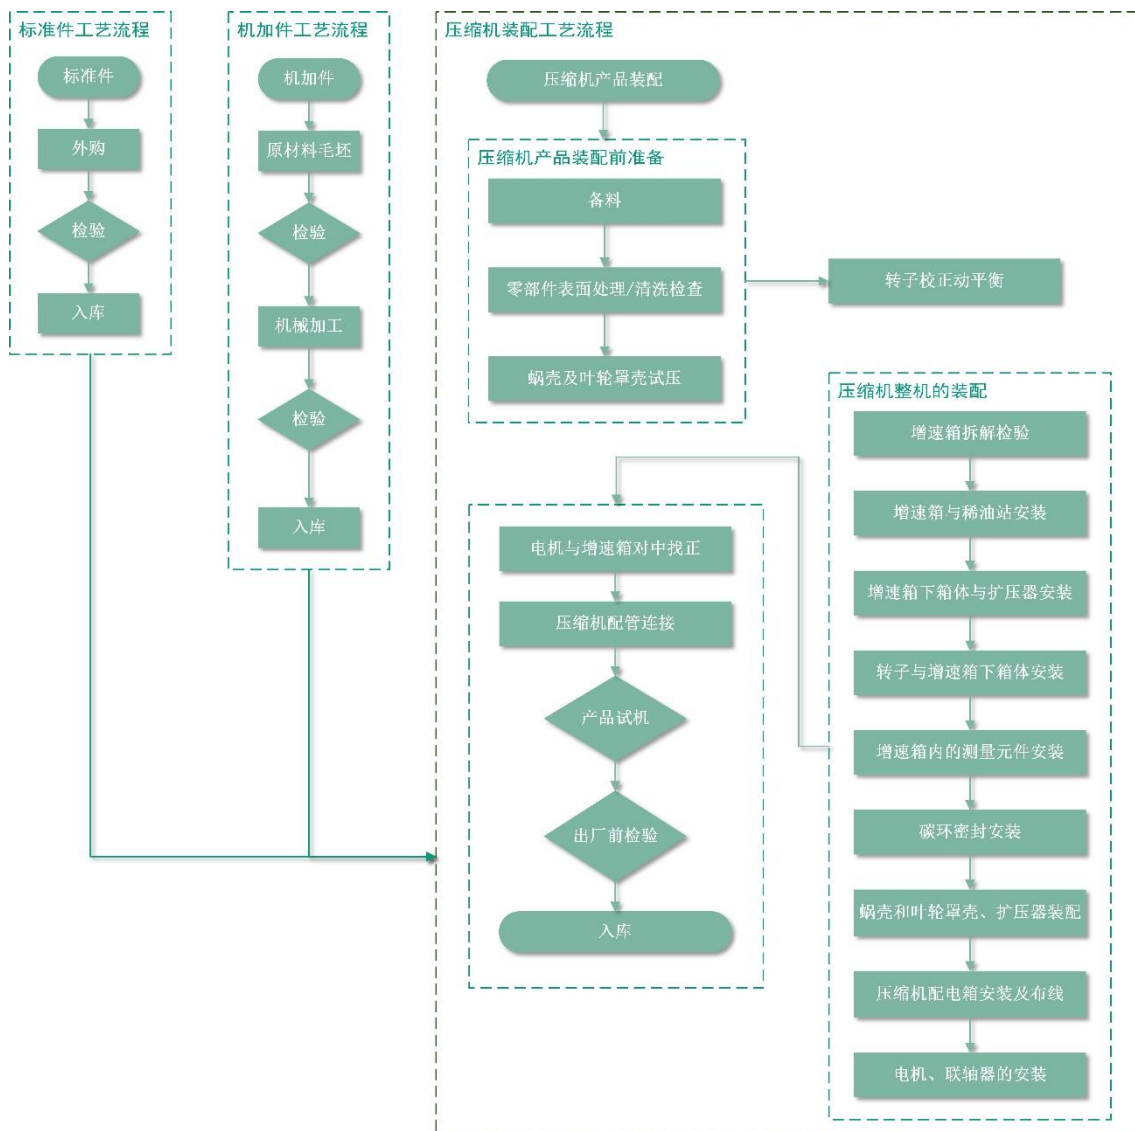 标准件工艺流程
标准件
外购
检验
入库
机加件工艺流程
机加件
原材料毛坯
检验
机械加工
检验
入库
压缩机装配工艺流程
压缩机产品装配
压缩机产品装配前准备
备料
零部件表面处理/清洗检查
蜗壳及叶轮罩壳试压
转子校正动平衡
压缩机整机的装配
增速箱拆解检验
增速箱与稀油站安装
增速箱下箱体与扩压器安装
转子与增速箱下箱体安装
增速箱内的测量元件安装
碳环密封安装
蜗壳和叶轮罩壳、扩压器装配
压缩机配电箱安装及布线
电机、联轴器的安装
电机与增速箱对中找正
压缩机配管连接
产品试机
出厂前检验
入库